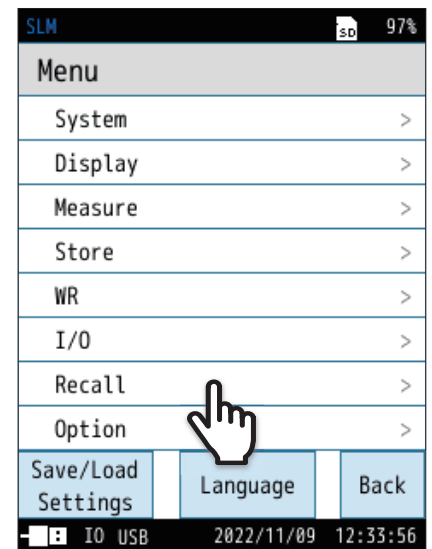 SLM SD 97%
Menu
System >
Display >
Measure >
Store >
WR >
I/O >
Recall >
Option >
Save/Load
Settings
Language
Back
IO USB 2022/11/09 12:33:56